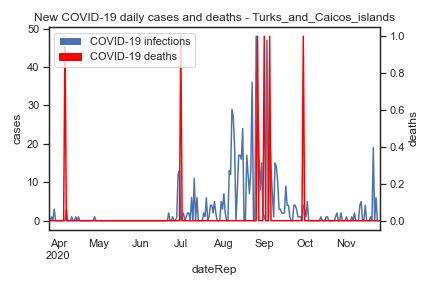 New COVID-19 daily cases and deaths - Turks_and_Caicos_islands
COVID-19 infections
COVID-19 deaths
50
40
30
20
10
0
cases
1.0
0.8
0.6
0.4
0.2
0.0
deaths
Apr May Jun Jul Aug Sep Oct Nov
2020
dateRep